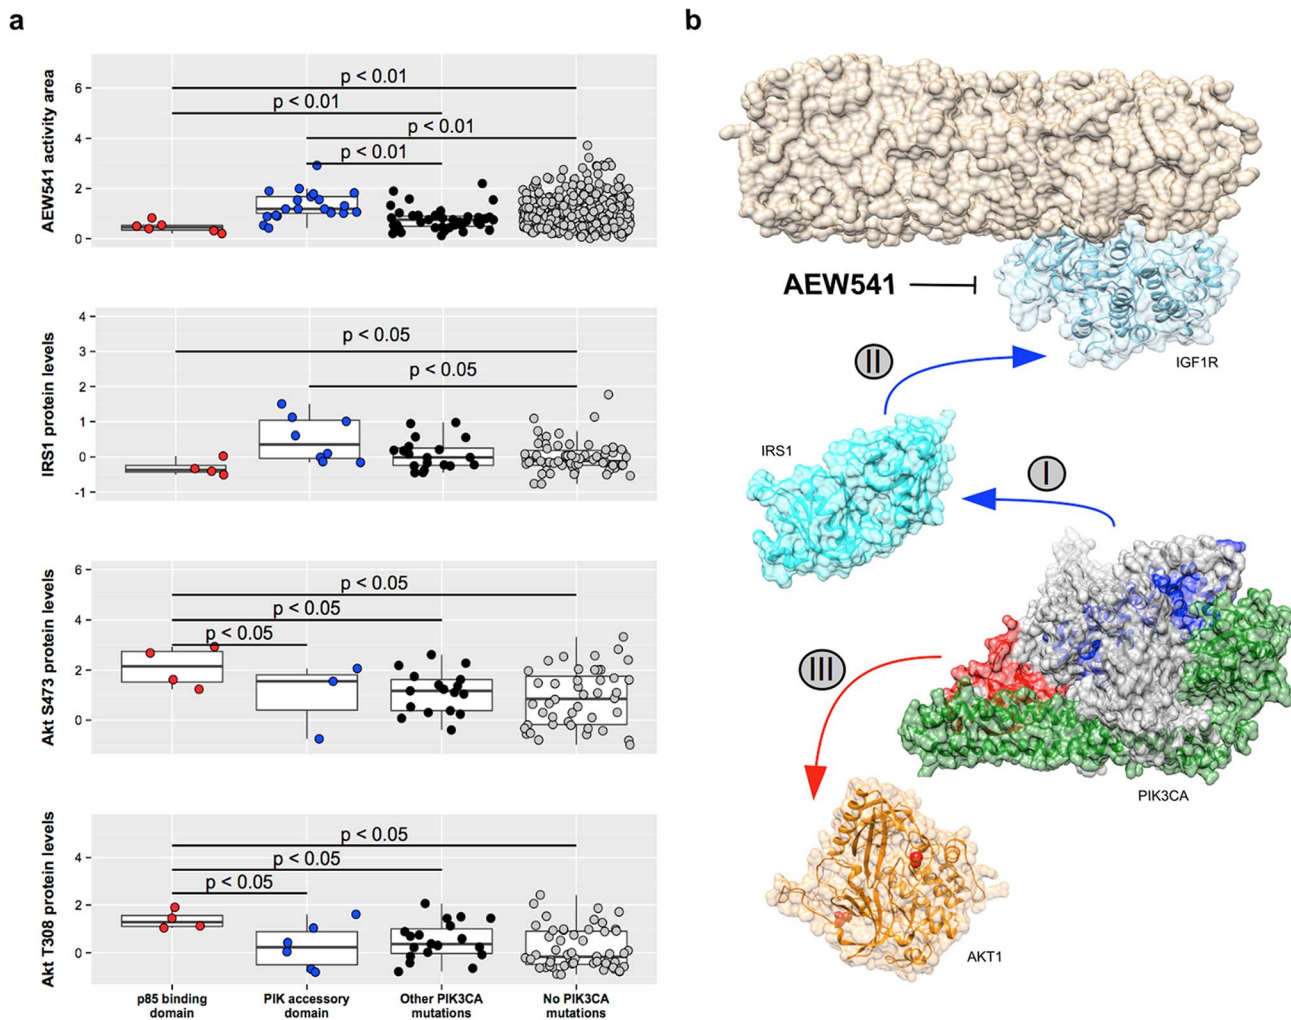 a
AEW541 activity area
6
4
2
0
p < 0.01
p < 0.01
p < 0.01
p < 0.01
IRS1 protein levels
4
3
2
1
0
-1
p < 0.05
p < 0.05
Akt S473 protein levels
6
4
2
0
p < 0.05
p < 0.05
p < 0.05
Akt T308 protein levels
4
2
0
p < 0.05
p < 0.05
p < 0.05
p85 binding
domain
PIK accessory
domain
Other PIK3CA
mutations
No PIK3CA
mutations
b
AEW541
IGF1R
II
IRS1
I
III
PIK3CA
AKT1